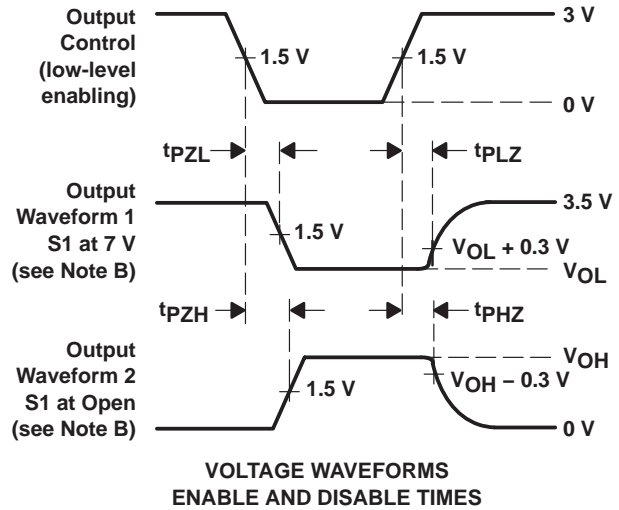 Output
Control
(low-level
enabling)
3 V
1.5 V
1.5 V
0 V
tPZL
tPLZ
Output
Waveform 1
S1 at 7 V
(see Note B)
3.5 V
1.5 V
VOL + 0.3 V
VOL
tPZH
tPHZ
Output
Waveform 2
S1 at Open
(see Note B)
VOH
1.5 V
VOH − 0.3 V
0 V
VOLTAGE WAVEFORMS
ENABLE AND DISABLE TIMES